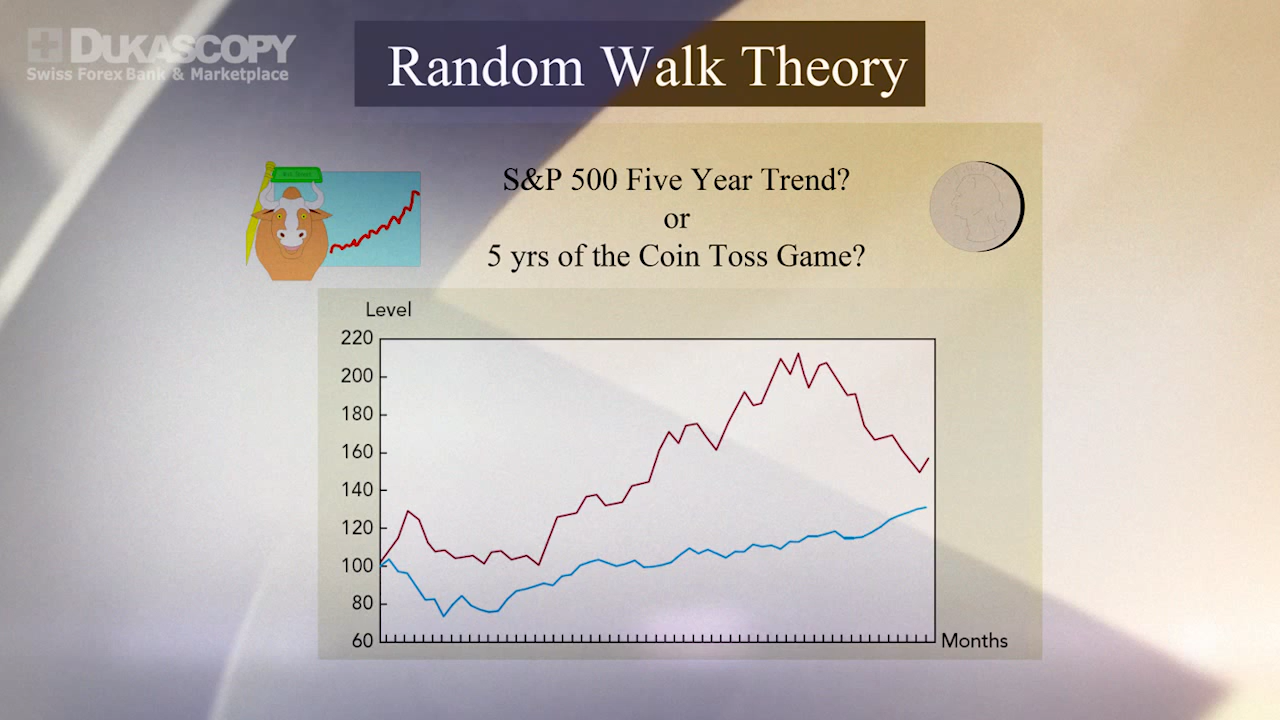 DUKASCOPY
Swiss Forex Bank & Marketplace
Random Walk Theory
S&P 500 Five Year Trend?
or
5 yrs of the Coin Toss Game?
Level
220
200
180
160
140
120
100
80
60
Months